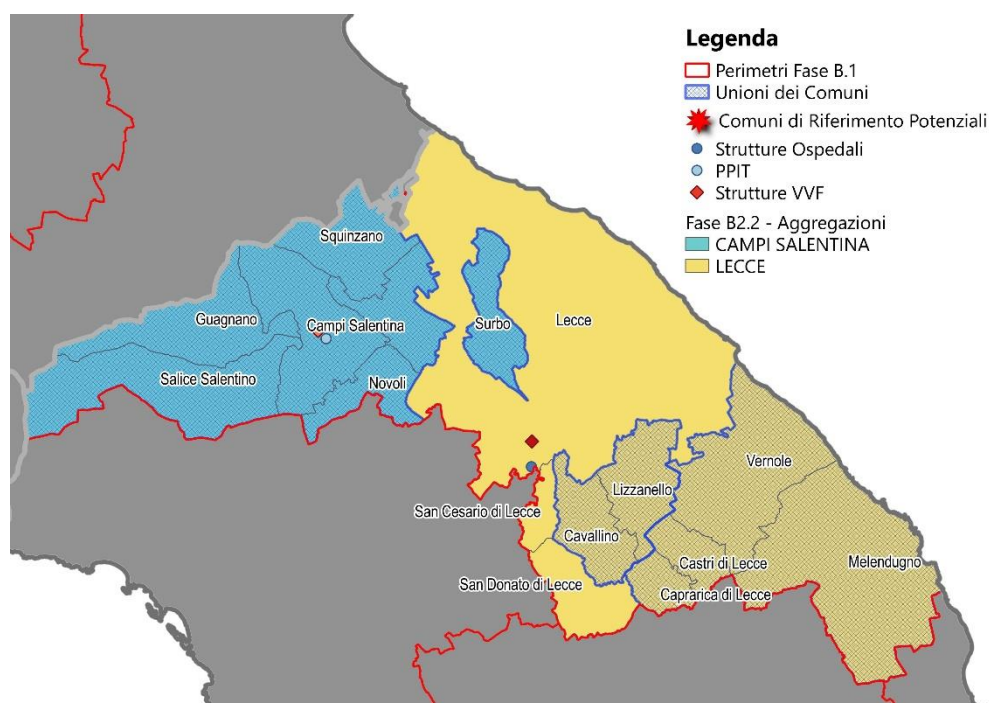 Legenda
Perimetri Fase B.1
Unioni dei Comuni
Comuni di Riferimento Potenziali
Strutture Ospedali
PPIT
Strutture VVF
Fase B2.2 - Aggregazioni
CAMPI SALENTINA
LECCE
Squinzano
Guagnano
Campi Salentina
Surbo
Lecce
Salice Salentino
Novoli
Vernole
Lizzanello
San Cesario di Lecce
Cavallino
Castri di Lecce
Melendugno
San Donato di Lecce
Caprarica di Lecce